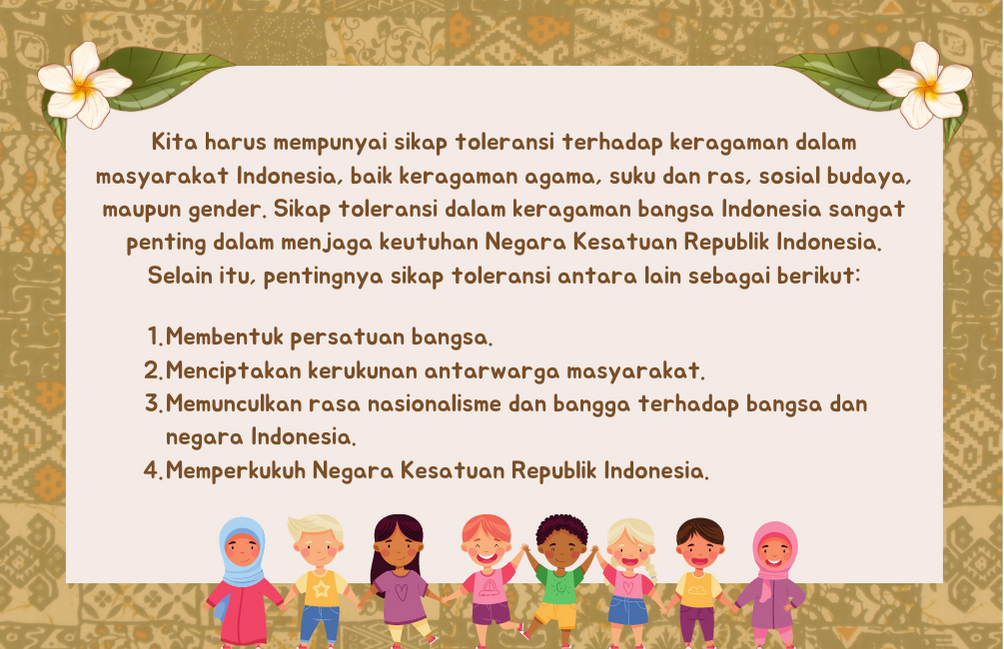 Kita harus mempunyai sikap toleransi terhadap keragaman dalam
masyarakat Indonesia, baik keragaman agama, suku dan ras, sosial budaya,
maupun gender. Sikap toleransi dalam keragaman bangsa Indonesia sangat
penting dalam menjaga keutuhan Negara Kesatuan Republik Indonesia.
Selain itu, pentingnya sikap toleransi antara lain sebagai berikut:
1. Membentuk persatuan bangsa.
2. Menciptakan kerukunan antarwarga masyarakat.
3. Memunculkan rasa nasionalisme dan bangga terhadap bangsa dan
negara Indonesia.
4. Memperkukuh Negara Kesatuan Republik Indonesia.